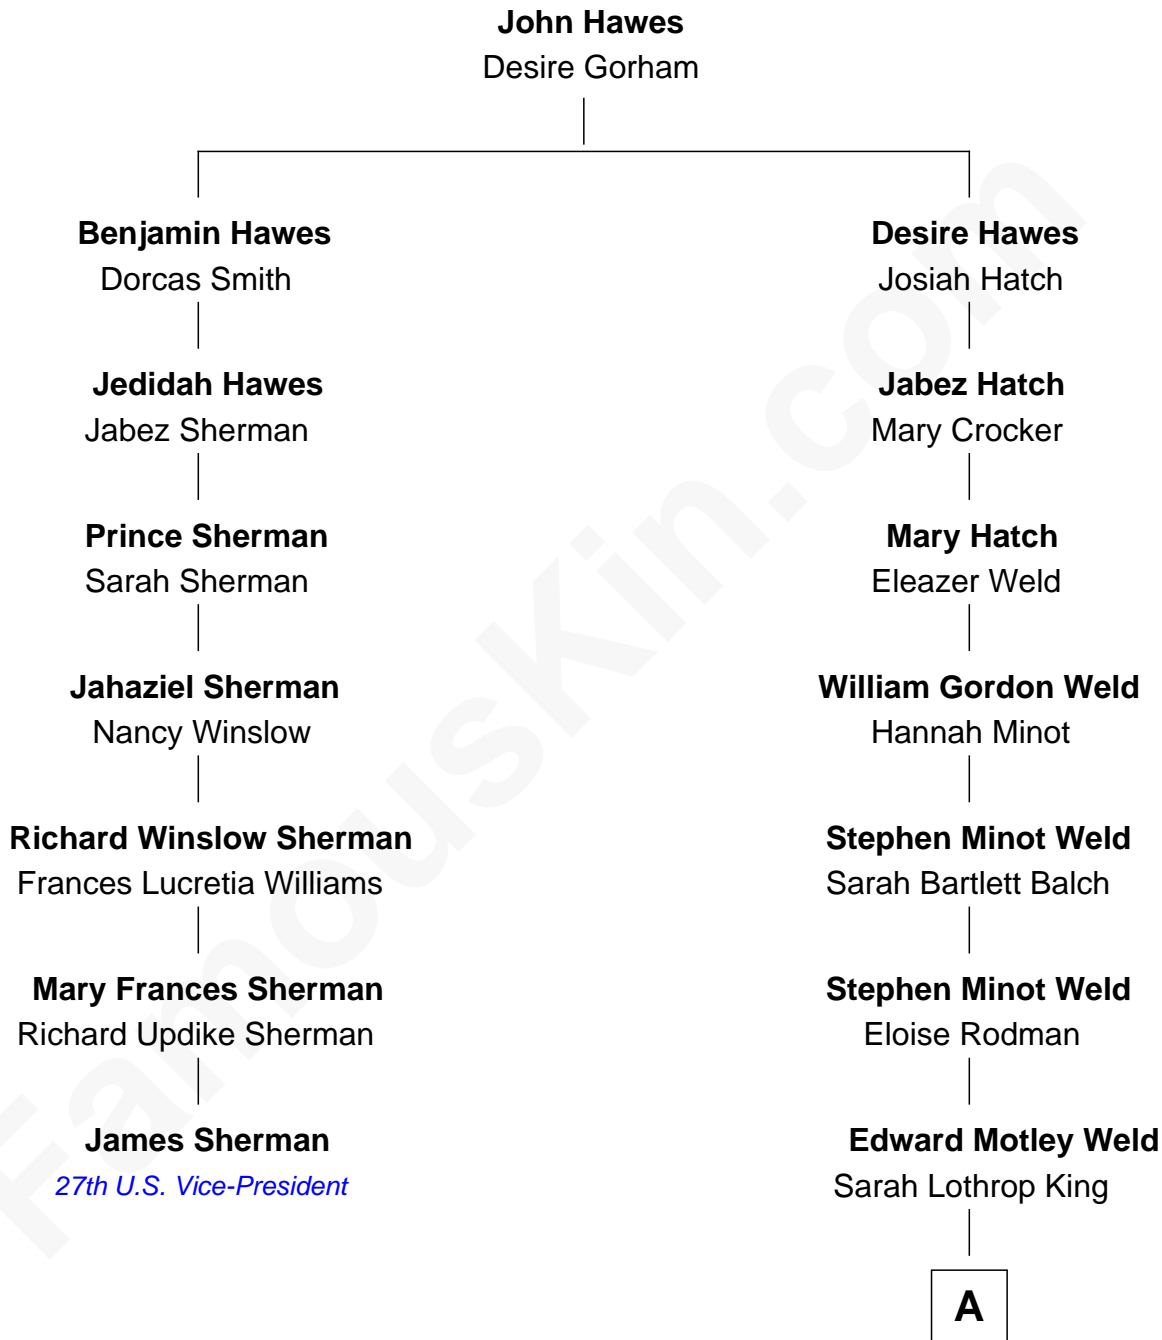 John Hawes
Desire Gorham
Benjamin Hawes
Dorcas Smith
Jedidah Hawes
Jabez Sherman
Prince Sherman
Sarah Sherman
Jahaziel Sherman
Nancy Winslow
Richard Winslow Sherman
Frances Lucretia Williams
Mary Frances Sherman
Richard Updike Sherman
James Sherman
27th U.S. Vice-President
Desire Hawes
Josiah Hatch
Jabez Hatch
Mary Crocker
Mary Hatch
Eleazer Weld
William Gordon Weld
Hannah Minot
Stephen Minot Weld
Sarah Bartlett Balch
Stephen Minot Weld
Eloise Rodman
Edward Motley Weld
Sarah Lothrop King
A
FamousKin.com